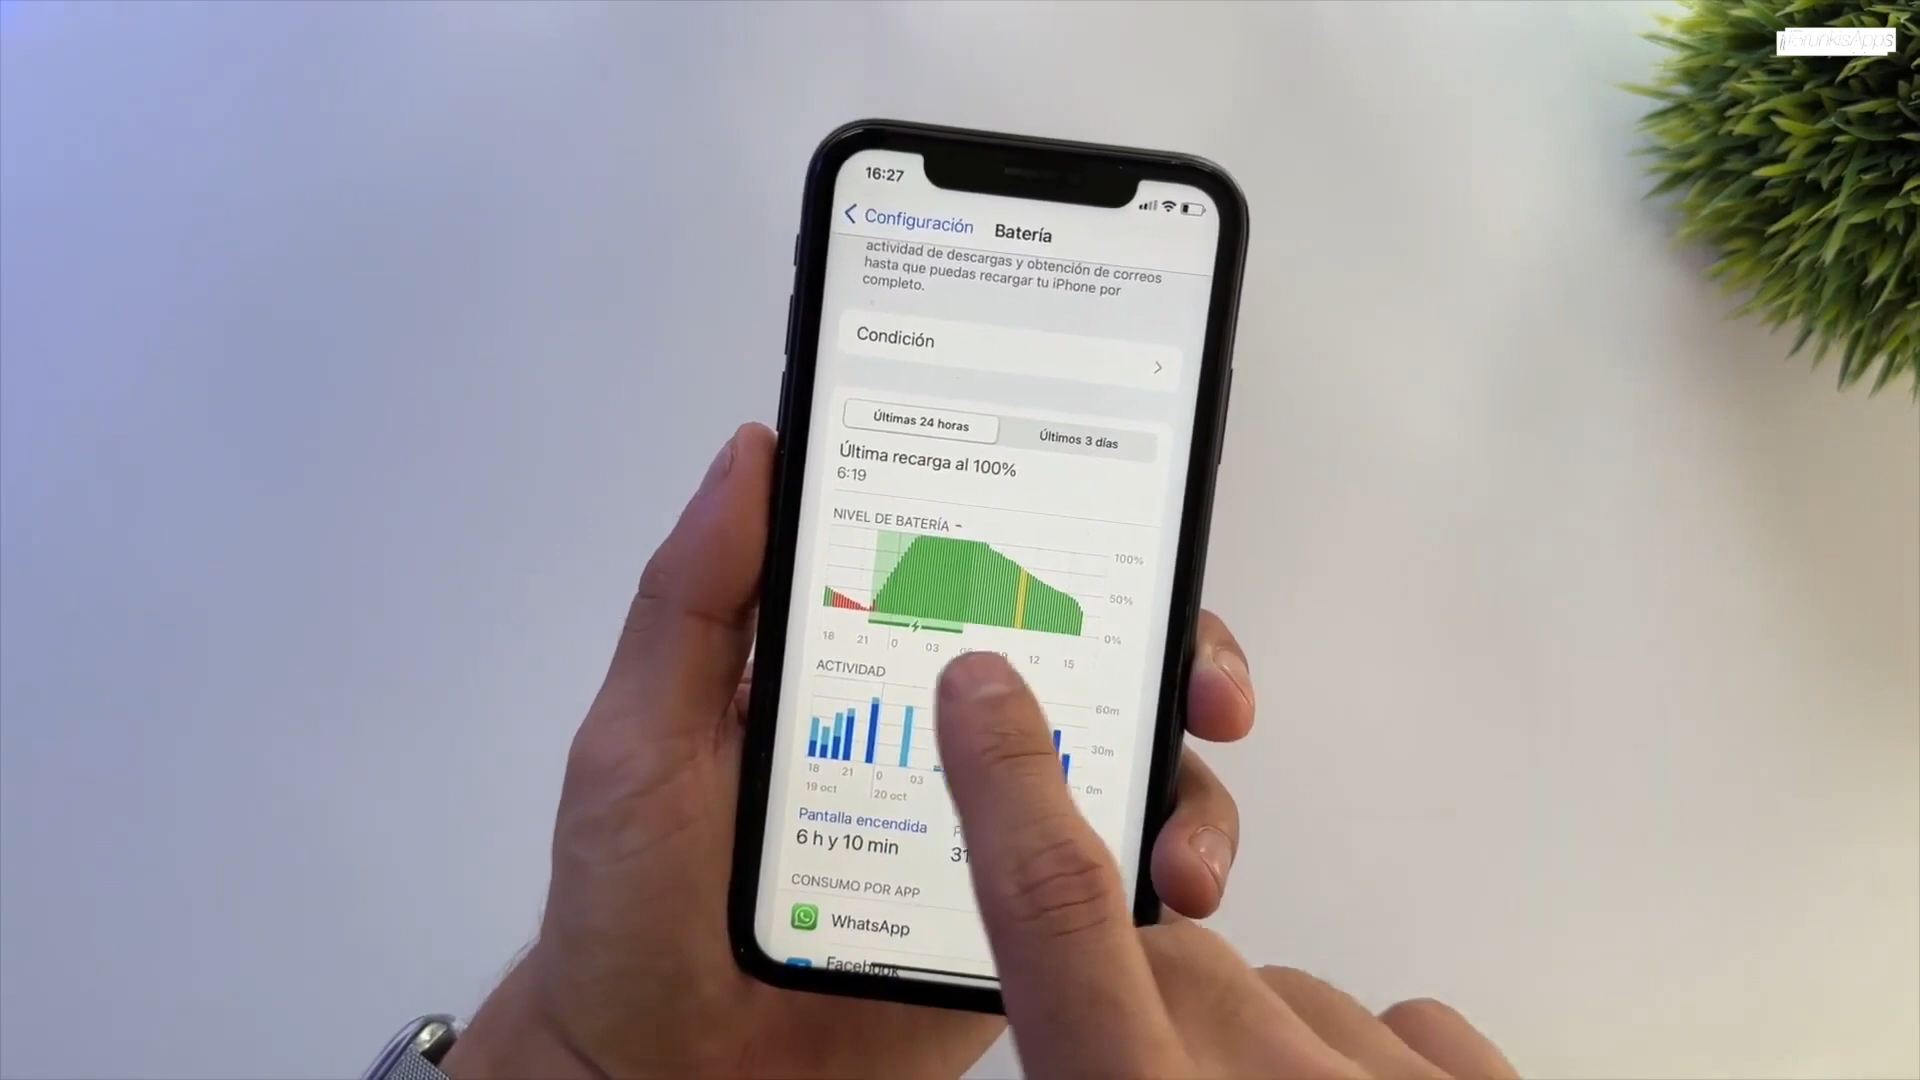 iBrunkisApps
16:27
Configuración
Batería
actividad de descargas y obtención de correos
hasta que puedas recargar tu iPhone por
completo.
Condición
Últimas 24 horas
Últimos 3 días
Última recarga al 100%
6:19
NIVEL DE BATERÍA
100%
50%
0%
18 21 0 03 12 15
ACTIVIDAD
60m
30m
0m
18 21 0 03
19 oct 20 oct
Pantalla encendida
6 h y 10 min
31
CONSUMO POR APP
WhatsApp
Facebook